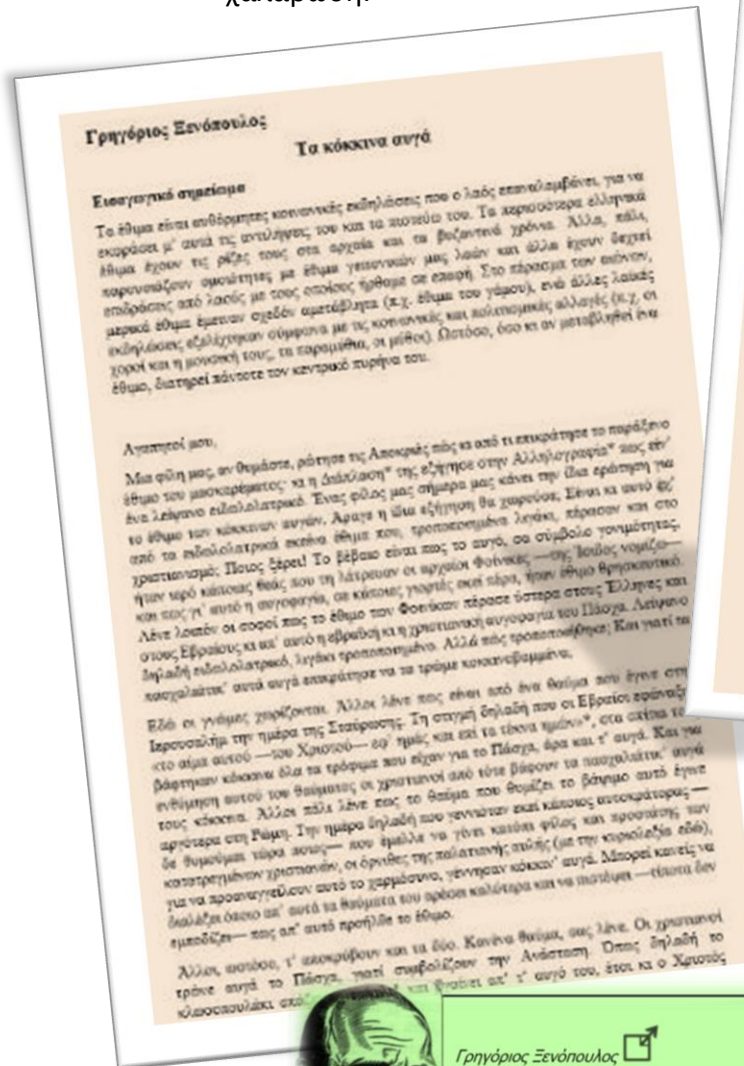 Γρηγόριος Ξενόπουλος
Τα κόκκινα αυγά
Εισαγωγικό σημείωμα
Τα έθιμα είναι αυθόρμητες κοινωνικές εκδηλώσεις που ο λαός επαναλαμβάνει, για να
εκφράσει μ' αυτά τις αντιλήψεις του και τα πιστεύω του. Τα περισσότερα ελληνικά
έθιμα έχουν τις ρίζες τους στα αρχαία και τα βυζαντινά χρόνια. Άλλα, πάλι,
παρουσιάζουν ομοιότητες με έθιμα γειτονικών μας λαών και άλλα έχουν δεχτεί
επιδράσεις από λαούς με τους οποίους ήρθαμε σε επαφή. Στο πέρασμα των αιώνων,
μερικά έθιμα έμειναν σχεδόν αμετάβλητα (π.χ. έθιμα του γάμου), ενώ άλλες λαϊκές
εκδηλώσεις εξελίχτηκαν σύμφωνα με τις κοινωνικές και πολιτισμικές αλλαγές (π.χ. οι
χοροί και η μουσική τους, τα παραμύθια, οι μύθοι). Ωστόσο, όσο κι αν μεταβληθεί ένα
έθιμο, διατηρεί πάντοτε τον κεντρικό πυρήνα του.
Αγαπητοί μου,
Μια φίλη μας, αν θυμάστε, ρώτησε τις Αποκριές πώς κι από τι επικράτησε το παράξενο
έθιμο του μασκαρέματος· κι η Διάπλαση* της εξήγησε στην Αλληλογραφία* πως είν'
ένα λείψανο ειδωλολατρικό. Ένας φίλος μας σήμερα μας κάνει την ίδια ερώτηση για
το έθιμο των κόκκινων αυγών. Άραγε η ίδια εξήγηση θα χωρούσε; Είναι κι αυτό απ'
από τα ειδωλολατρικά εκείνα έθιμα που, τροποποιημένα λιγάκι, πέρασαν και στο
χριστιανισμό; Ποιος ξέρει! Το βέβαιο είναι πως το αυγό, σα σύμβολο γονιμότητας,
ήταν ιερό κάποιας θεάς που τη λάτρευαν οι αρχαίοι Φοίνικες —της Ίσιδος νομίζω—
και πως γι' αυτό η αυγοφαγία, σε κάποιες γιορτές εκεί πέρα, ήταν έθιμο θρησκευτικό.
Λένε λοιπόν οι σοφοί πως το έθιμο των Φοινίκων πέρασε ύστερα στους Έλληνες και
στους Εβραίους κι απ' αυτό η εβραϊκή κι η χριστιανική αυγοφαγία του Πάσχα. Λείψανο
δηλαδή ειδωλολατρικό, λιγάκι τροποποιημένο. Αλλά πώς τροποποιήθηκε; Και γιατί τα
πασχαλιάτικ' αυτά αυγά επικράτησε να τα τρώμε κοκκινοβαμμένα;
Εδώ οι γνώμες χωρίζονται. Άλλοι λένε πως είναι από ένα θαύμα που έγινε στη
Ιερουσαλήμ την ημέρα της Σταύρωσης. Τη στιγμή δηλαδή που οι Εβραίοι εφώναξα
«το αίμα αυτού —του Χριστού— εφ' ημάς και επί τα τέκνα ημών»*, στα σπίτια το
βάφτηκαν κόκκινα όλα τα τρόφιμα που είχαν για το Πάσχα, άρα και τ' αυγά. Και για
ενθύμηση αυτού του θαύματος οι χριστιανοί από τότε βάφουν τα πασχαλιάτικ' αυγά
τους κόκκινα. Άλλοι πάλι λένε πως το θαύμα που θυμίζει το βάψιμο αυτό έγινε
αργότερα στη Ρώμη. Την ημέρα δηλαδή που γεννιόταν εκεί κάποιος αυτοκράτορας —
δε θυμούμαι τώρα ποιος— που έμελλε να γίνει κατόπι φίλος και προστάτης των
κατατρεγμένων χριστιανών, οι όρνιθες της παλατιανής αυλής (με την κυριολεξία εδώ),
για να προαναγγείλουν αυτό το χαρμόσυνο, γέννησαν κόκκιν' αυγά. Μπορεί κανείς να
διαλέξει όποιο απ' αυτά τα θαύματα του αρέσει καλύτερα και να πιστέψει —τίποτα δεν
εμποδίζει— πως απ' αυτό προήλθε το έθιμο.
Άλλοι, ωστόσο, τ' αποκρύβουν και τα δύο. Κανένα θαύμα, σας λένε. Οι χριστιανοί
τρώνε αυγά το Πάσχα, γιατί συμβολίζουν την Ανάσταση. Όπως δηλαδή το
κλωσσοπουλάκι και βγαίνει απ' τ' αυγό του, έτσι κι ο Χριστός
Γρηγόριος Ξενόπουλος